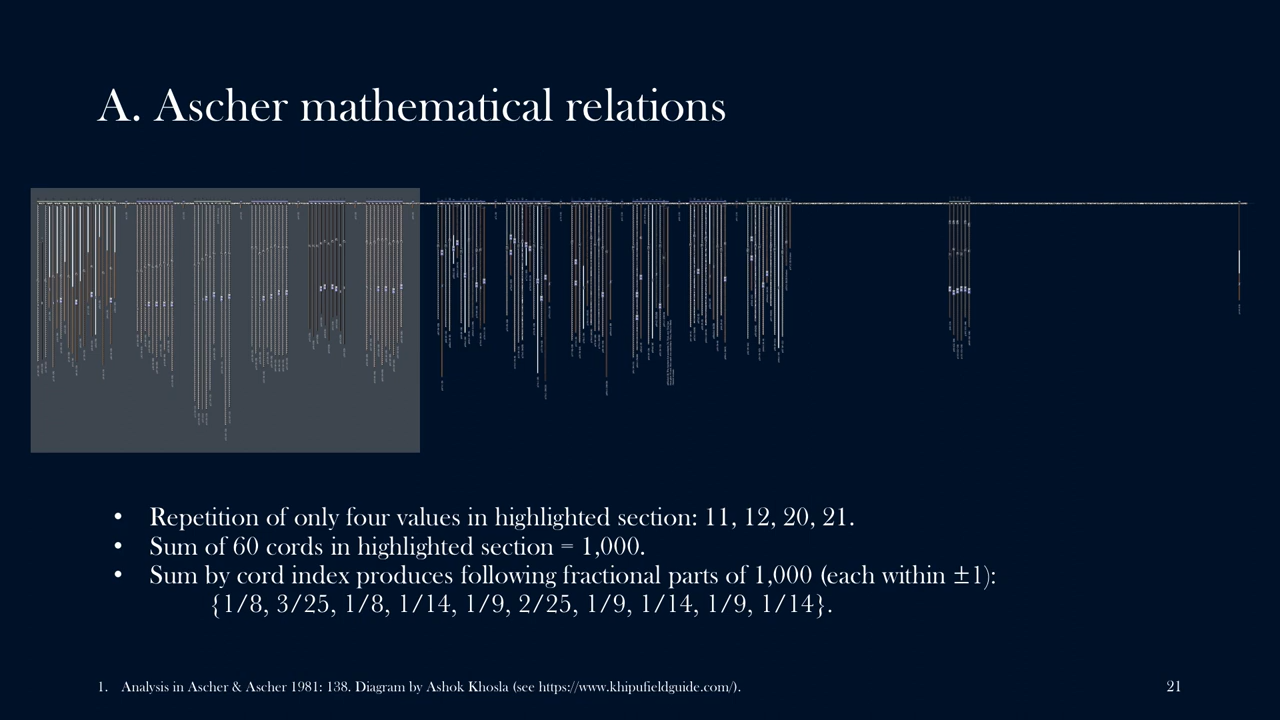 A. Ascher mathematical relations
• Repetition of only four values in highlighted section: 11, 12, 20, 21.
• Sum of 60 cords in highlighted section = 1,000.
• Sum by cord index produces following fractional parts of 1,000 (each within ±1):
{1/8, 3/25, 1/8, 1/14, 1/9, 2/25, 1/9, 1/14, 1/9, 1/14}.
1. Analysis in Ascher & Ascher 1981: 138. Diagram by Ashok Khosla (see https://www.khipufieldguide.com/).
21